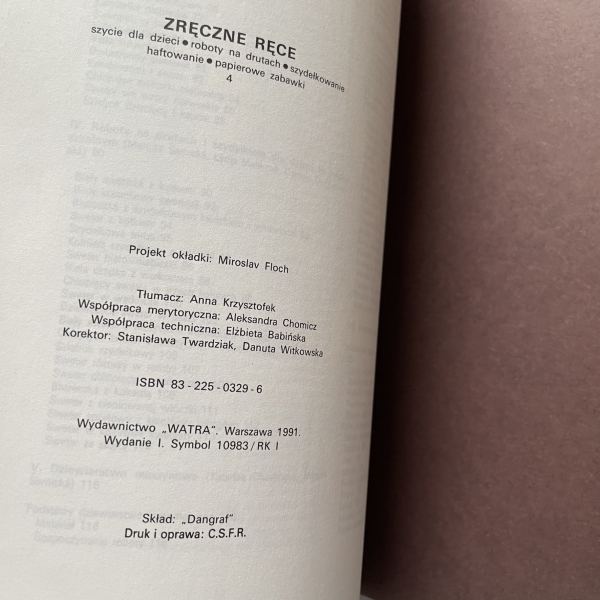 ZRĘCZNE RĘCE
szycie dla dzieci ● roboty na drutach ● szydełkowanie
haftowanie ● papierowe zabawki
4
Projekt okładki: Miroslav Floch
Tłumacz: Anna Krzysztofek
Współpraca merytoryczna: Aleksandra Chomicz
Współpraca techniczna: Elżbieta Babińska
Korektor: Stanisława Twardziak, Danuta Witkowska
ISBN 83-225-0329-6
Wydawnictwo „WATRA”. Warszawa 1991.
Wydanie I. Symbol 10983/RK I
Skład: „Dangraf”
Druk i oprawa: C.S.F.R.